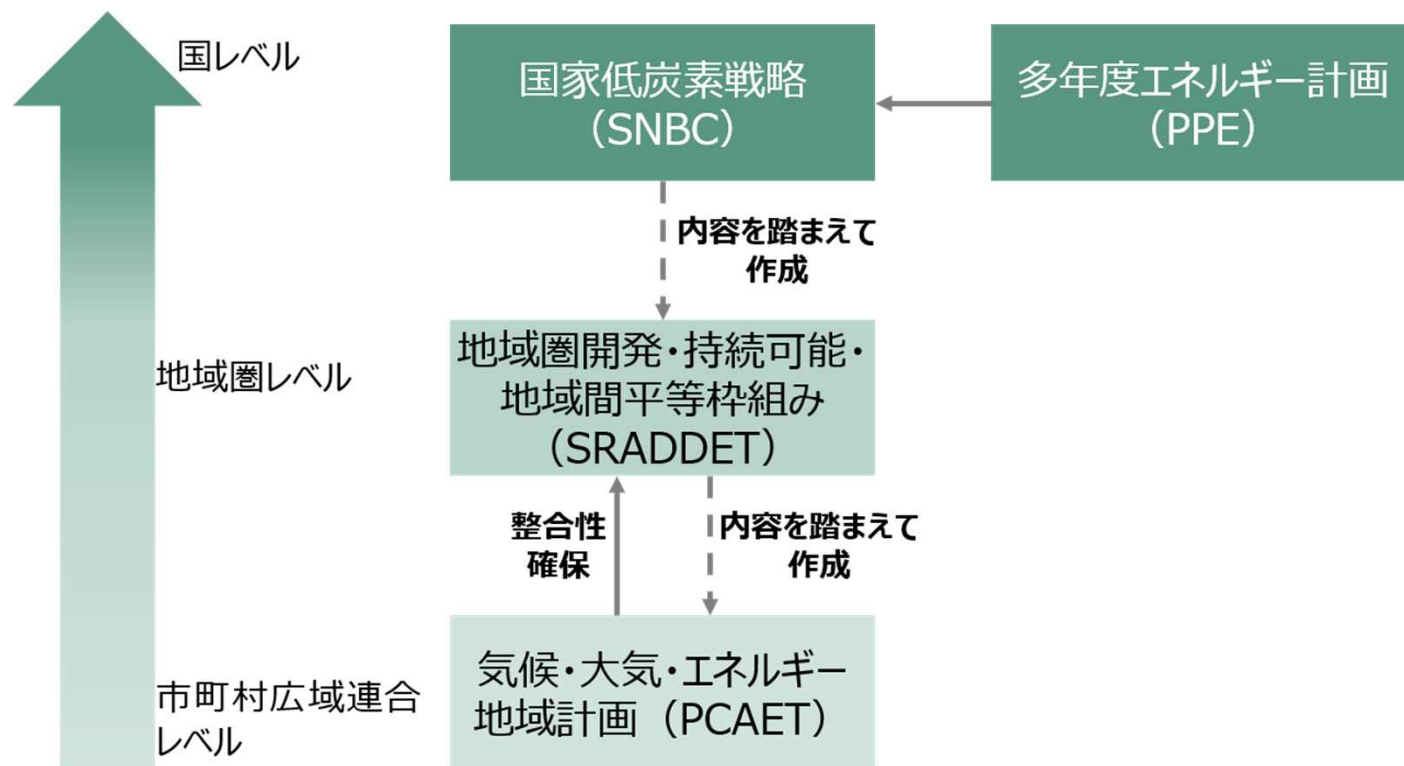 国レベル
国家低炭素戦略
（SNBC）
多年度エネルギー計画
（PPE）
内容を踏まえて
作成
地域圏レベル
地域圏開発・持続可能・
地域間平等枠組み
（SRADDET）
整合性
確保
内容を踏まえて
作成
市町村広域連合
レベル
気候・大気・エネルギー
地域計画（PCAET）